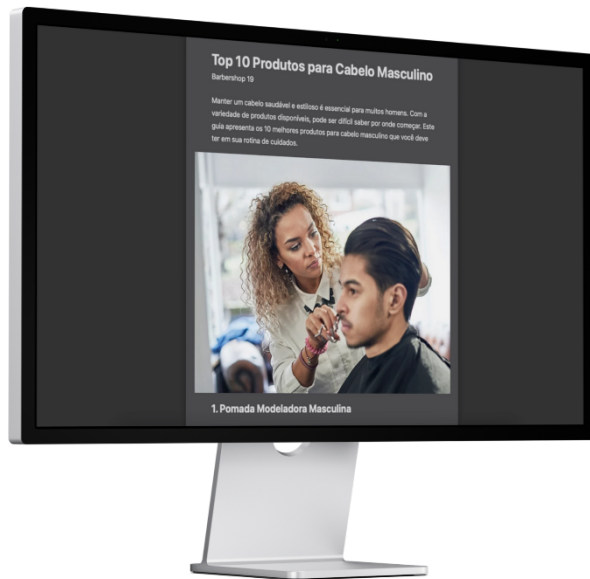 Top 10 Produtos para Cabelo Masculino
Barbershop 19
Manter um cabelo saudável e estiloso é essencial para muitos homens. Com a
variedade de produtos disponíveis, pode ser difícil saber por onde começar. Este
guia apresenta os 10 melhores produtos para cabelo masculino que você deve
ter em sua rotina de cuidados.
1. Pomada Modeladora Masculina